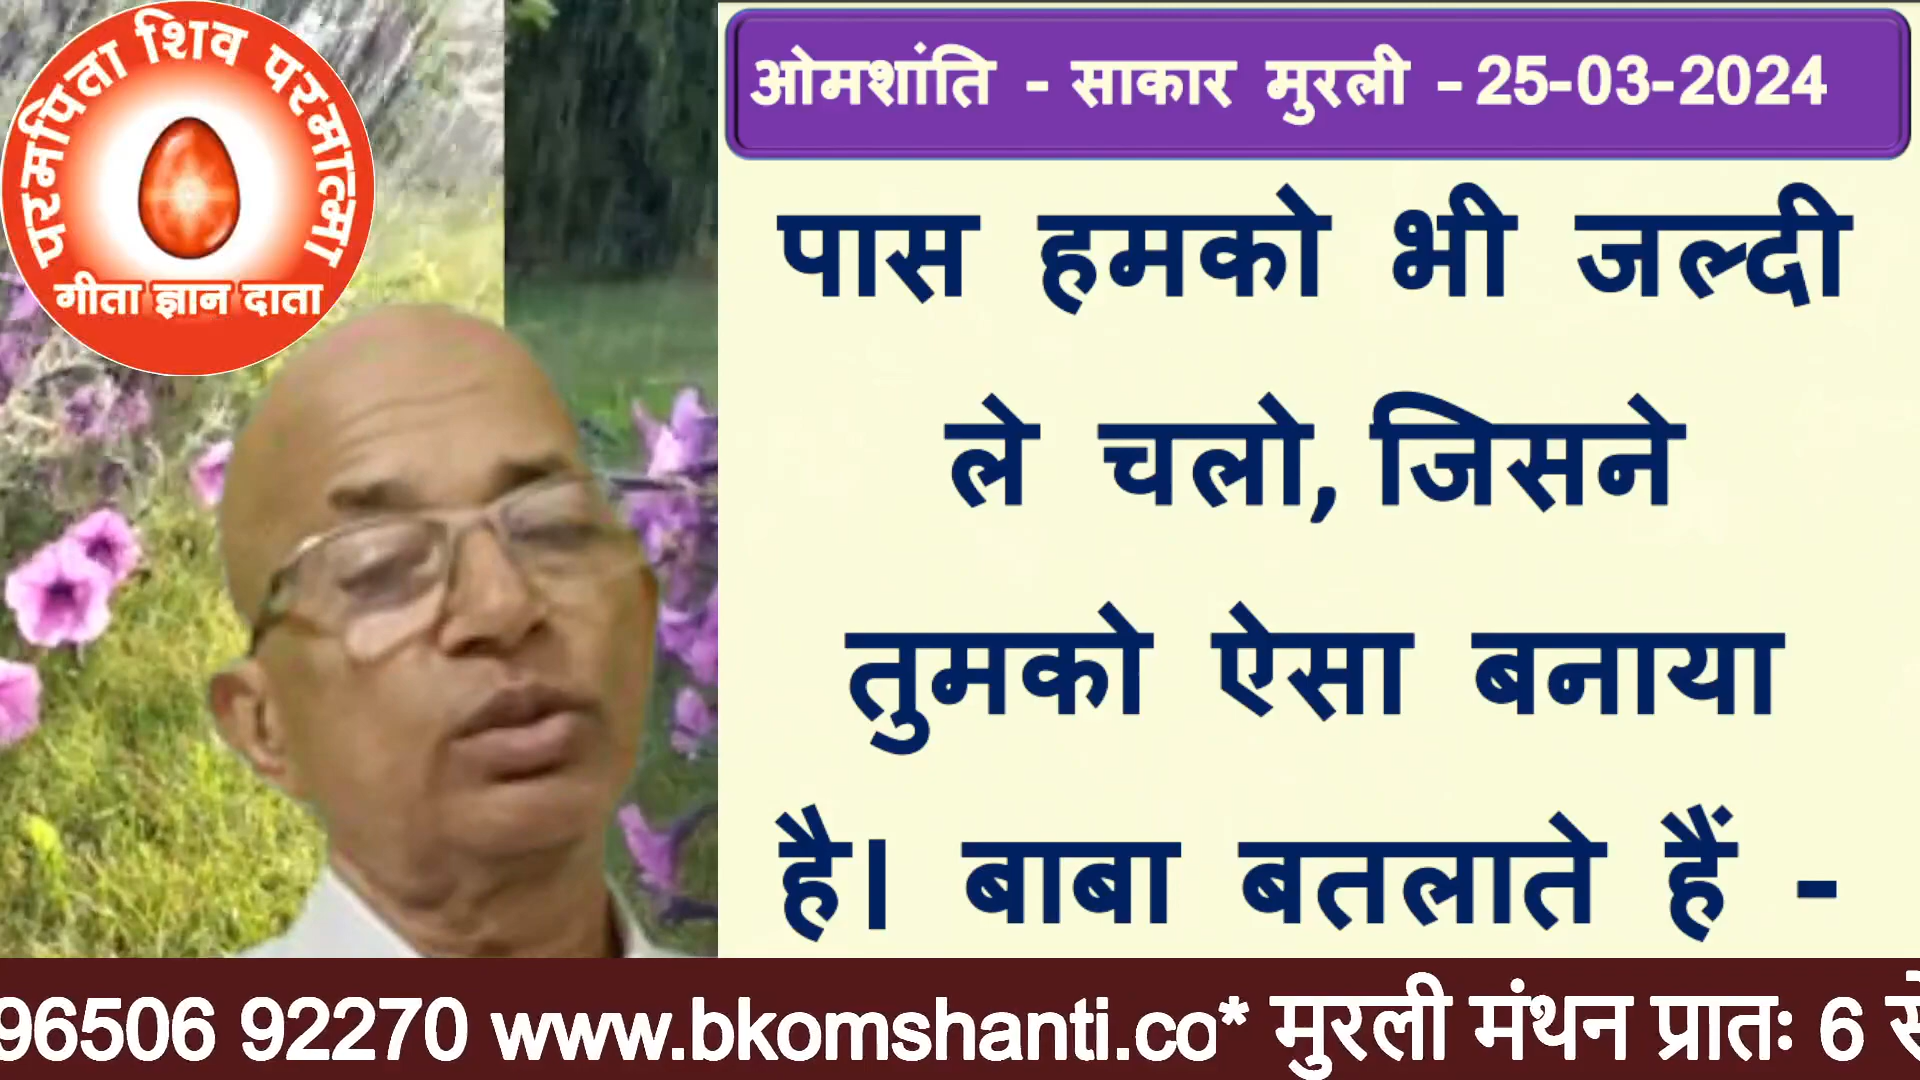 परमपिता शिव परमात्मा
गीता ज्ञान दाता
ओमशांति - साकार मुरली - 25-03-2024
पास हमको भी जल्दी
ले चलो, जिसने
तुमको ऐसा बनाया
है। बाबा बतलाते हैं -
96506 92270 www.bkomshanti.co* मुरली मंथन प्रातः 6 से